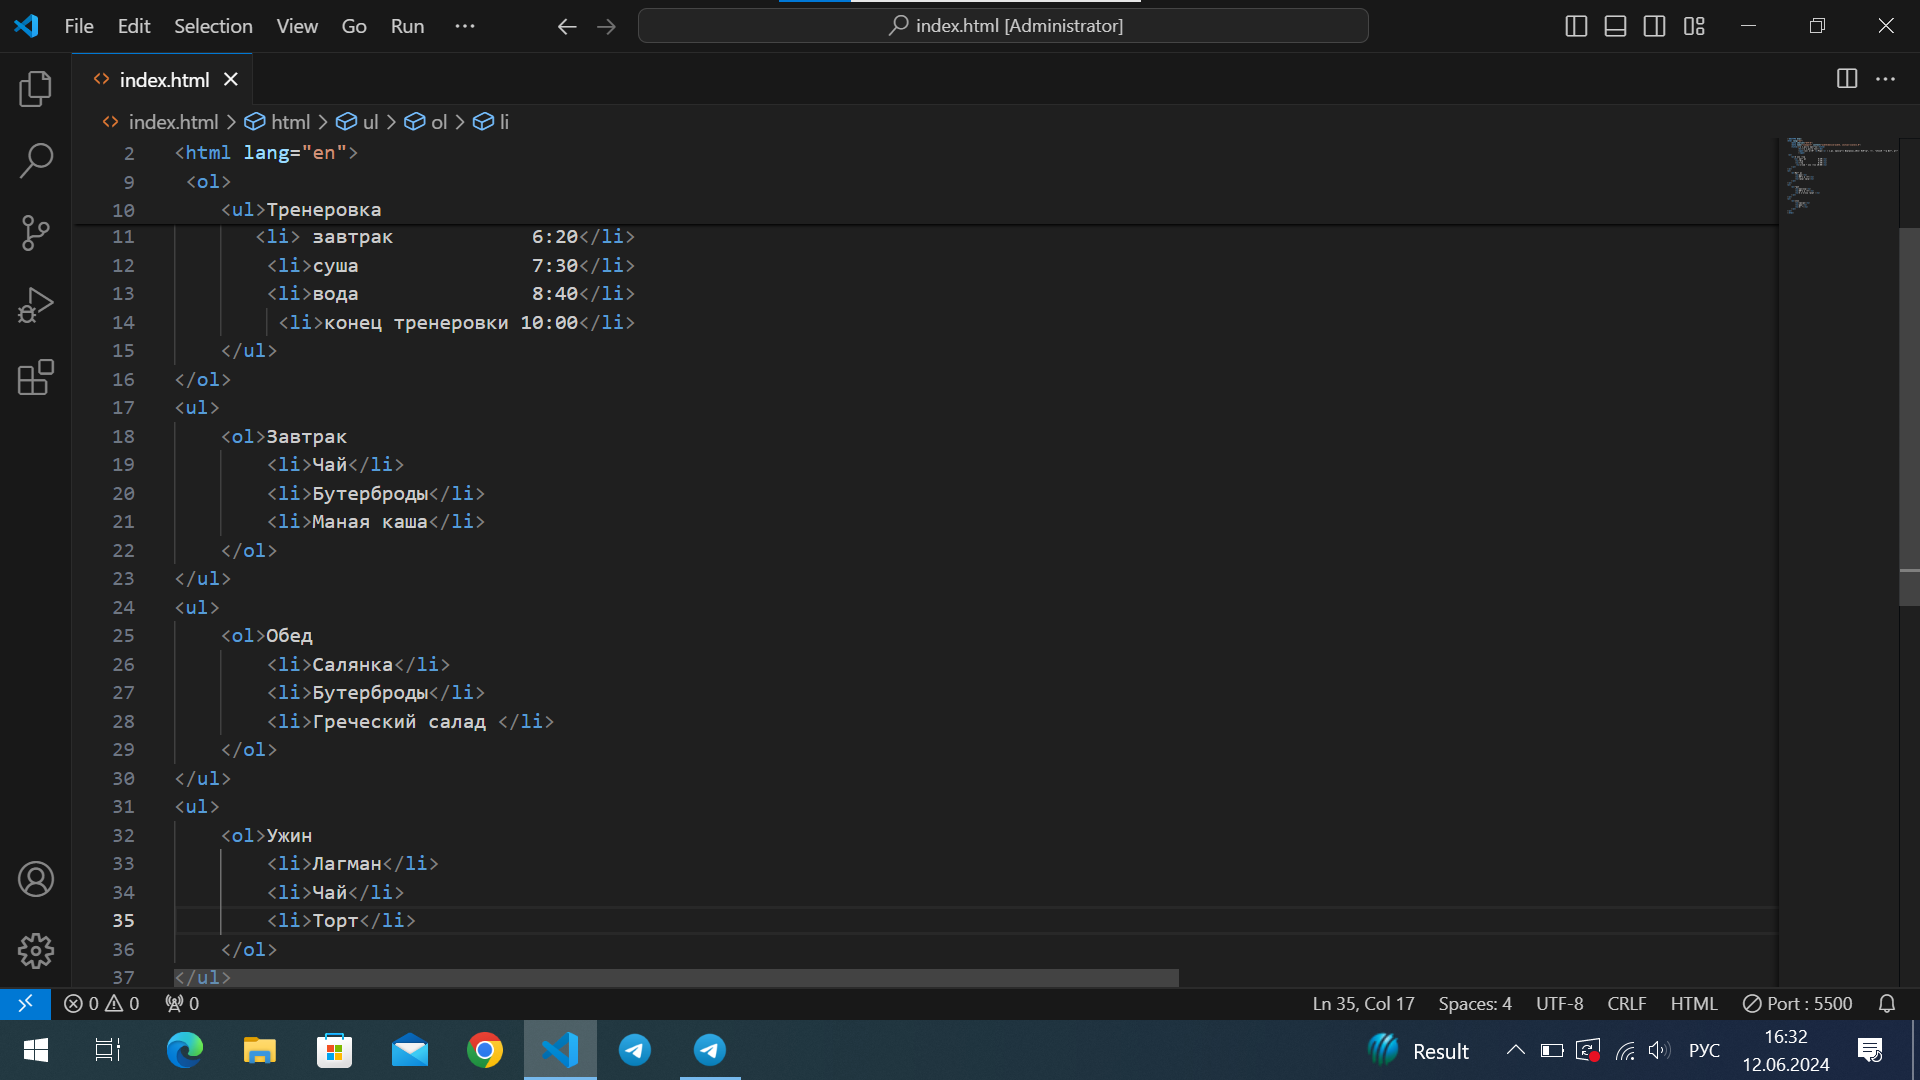 File Edit Selection View Go Run ··· index.html [Administrator]
index.html
index.html > html > ul > ol > li
2 <html lang="en">
9 <ol>
10 <ul>Тренеровка
11 <li> завтрак 6:20</li>
12 <li>суша 7:30</li>
13 <li>вода 8:40</li>
14 <li>конец тренеровки 10:00</li>
15 </ul>
16 </ol>
17 <ul>
18 <ol>Завтрак
19 <li>Чай</li>
20 <li>Бутерброды</li>
21 <li>Маная каша</li>
22 </ol>
23 </ul>
24 <ul>
25 <ol>Обед
26 <li>Салянка</li>
27 <li>Бутерброды</li>
28 <li>Греческий салад </li>
29 </ol>
30 </ul>
31 <ul>
32 <ol>Ужин
33 <li>Лагман</li>
34 <li>Чай</li>
35 <li>Торт</li>
36 </ol>
37 </ul>
0 0 0 Ln 35, Col 17 Spaces: 4 UTF-8 CRLF HTML Port : 5500
Result РУС 16:32
12.06.2024